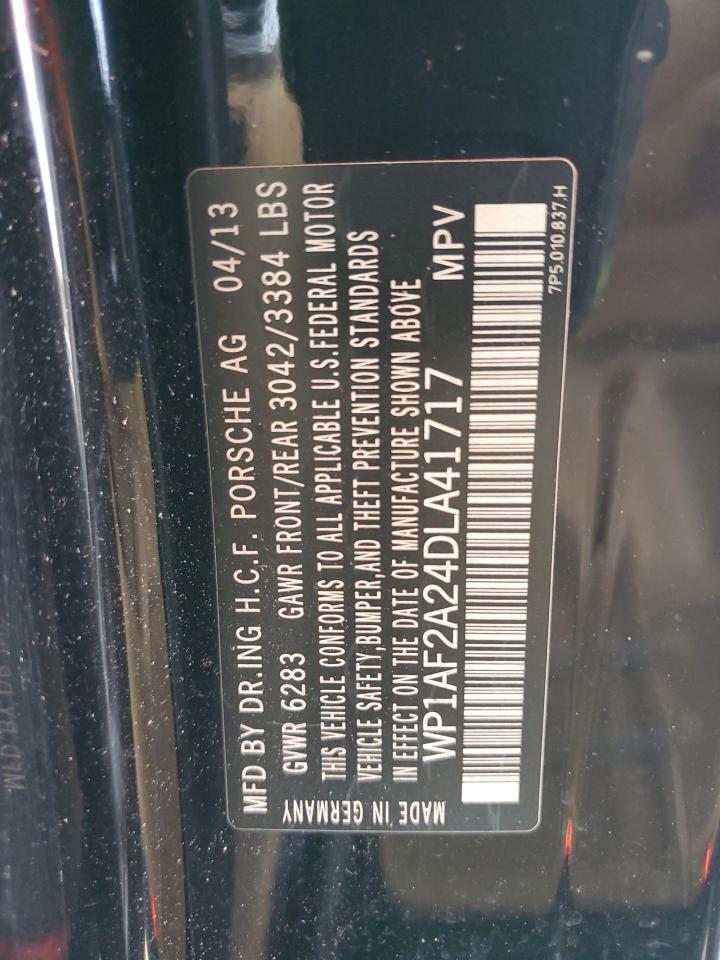 MFD BY DR.ING H.C.F. PORSCHE AG 04/13
GVWR 6283 GAWR FRONT/REAR 3042/3384 LBS
THIS VEHICLE CONFORMS TO ALL APPLICABLE U.S.FEDERAL MOTOR
VEHICLE SAFETY,BUMPER,AND THEFT PREVENTION STANDARDS
IN EFFECT ON THE DATE OF MANUFACTURE SHOWN ABOVE
WP1AF2A24DLA41717 MPV
MADE IN GERMANY
7P5.010.837.H